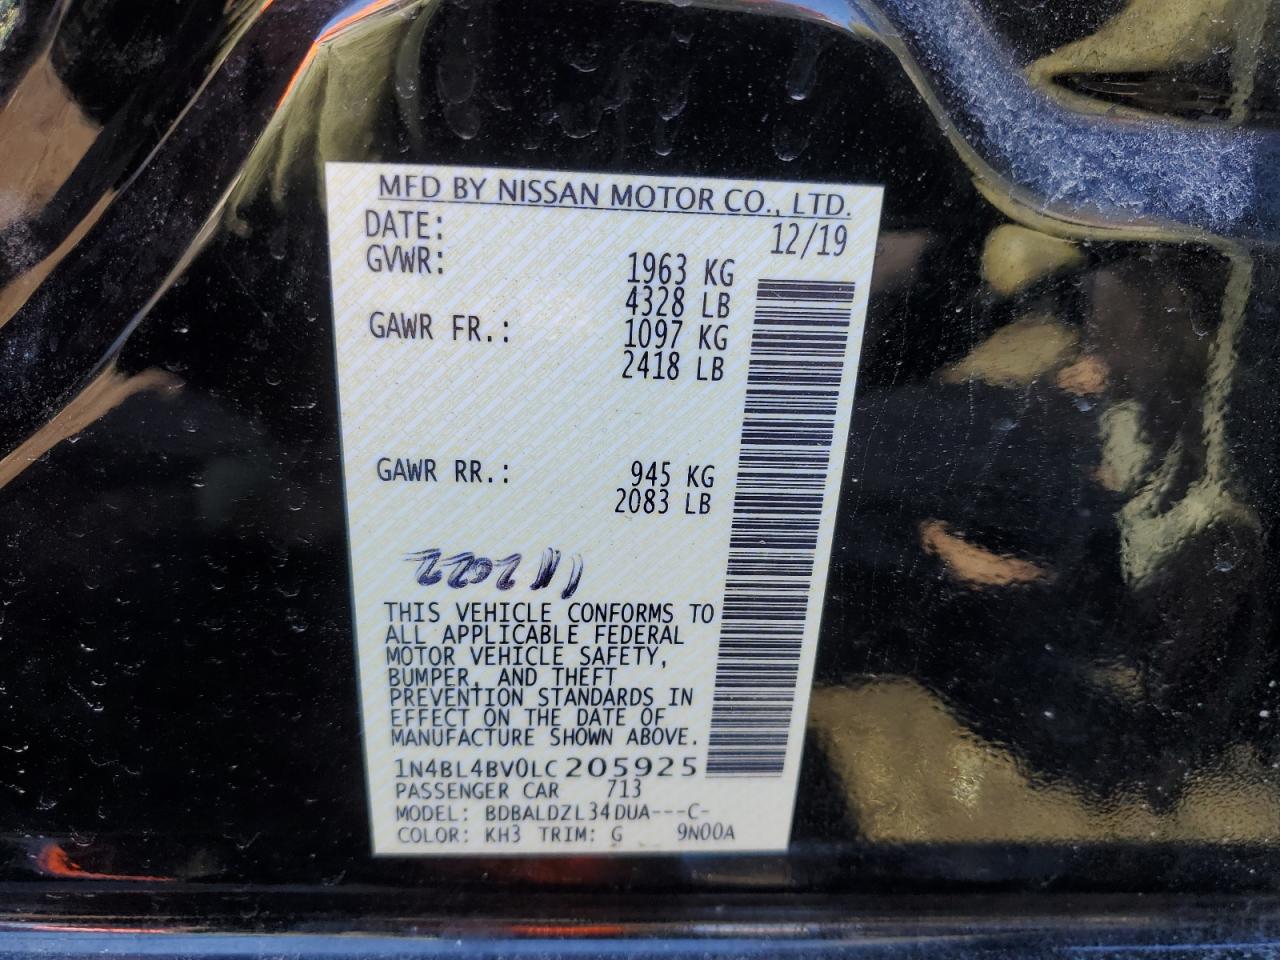 MFD BY NISSAN MOTOR CO., LTD.
DATE: 12/19
GVWR: 1963 KG
4328 LB
GAWR FR.: 1097 KG
2418 LB
GAWR RR.: 945 KG
2083 LB
THIS VEHICLE CONFORMS TO
ALL APPLICABLE FEDERAL
MOTOR VEHICLE SAFETY,
BUMPER, AND THEFT
PREVENTION STANDARDS IN
EFFECT ON THE DATE OF
MANUFACTURE SHOWN ABOVE.
1N4BL4BV0LC205925
PASSENGER CAR 713
MODEL: BDBALDZL34DUA---C-
COLOR: KH3 TRIM: G 9N00A